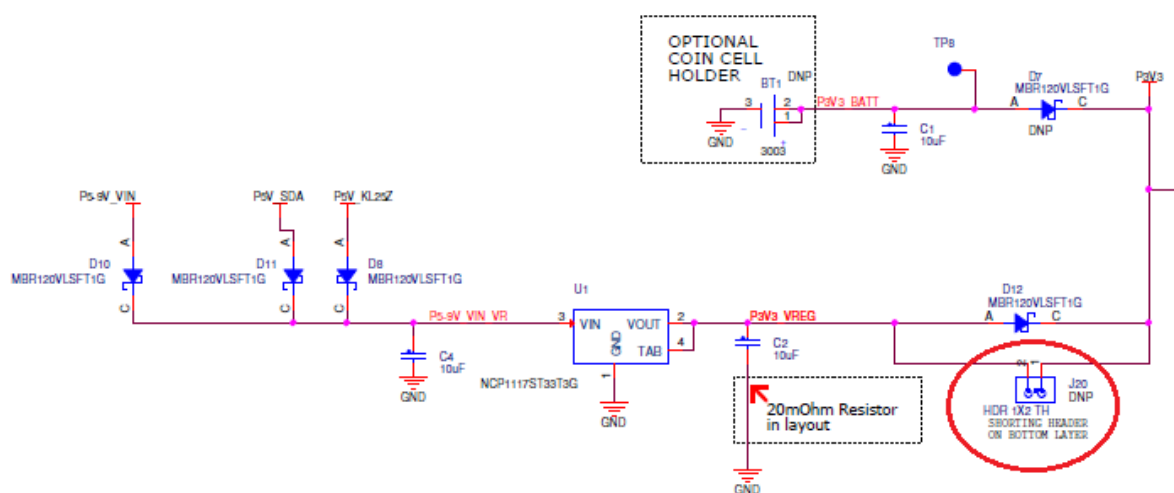 OPTIONAL
COIN CELL
HOLDER
BT1
DNP
3
2
1
-
+
3003
GND
P3V3_BATT
C1
10uF
GND
TP8
D7
MBR120VLSFT1G
A
C
DNP
P3V3
P5-9V_VIN
P5V_SDA
P5V_KL25Z
A
A
A
D10
MBR120VLSFT1G
D11
MBR120VLSFT1G
D8
MBR120VLSFT1G
C
C
C
P5-9V_VIN_VR
C4
10uF
GND
U1
3
VIN
VOUT
2
GND
TAB
4
1
NCP1117ST33T3G
GND
P3V3_VREG
C2
10uF
20mOhm Resistor
in layout
GND
D12
MBR120VLSFT1G
A
C
2
1
J20
DNP
HDR 1X2 TH
SHORTING HEADER
ON BOTTOM LAYER